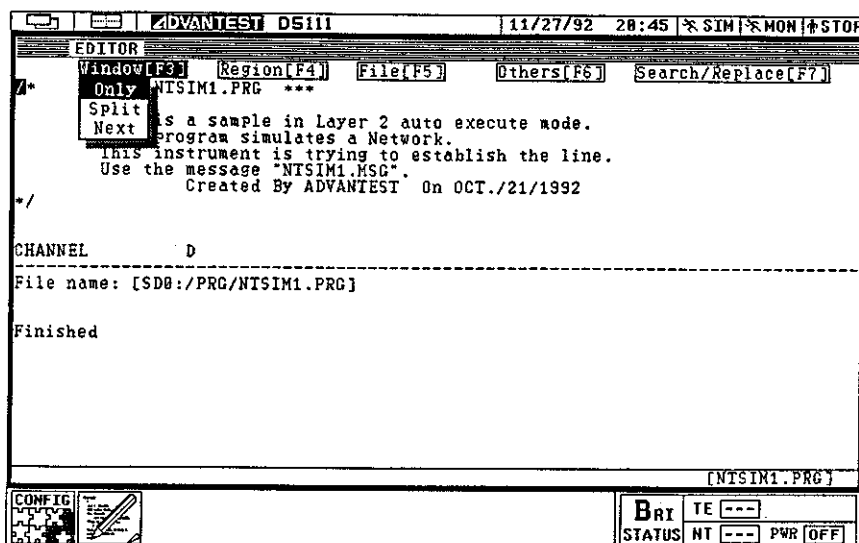 ADVANTEST D5111 11/27/92 20:45 SIM MON STOP
EDITOR
Window[F3] Region[F4] File[F5] Others[F6] Search/Replace[F7]
Only
Split
Next
/* NTSIM1.PRG ***
is a sample in Layer 2 auto execute mode.
program simulates a Network.
This instrument is trying to establish the line.
Use the message "NTSIM1.MSG".
Created By ADVANTEST On OCT./21/1992
*/
CHANNEL D
File name: [SD0:/PRG/NTSIM1.PRG]
Finished
[NTSIM1.PRG]
CONFIG
BRI STATUS
TE [---]
NT [---] PWR OFF